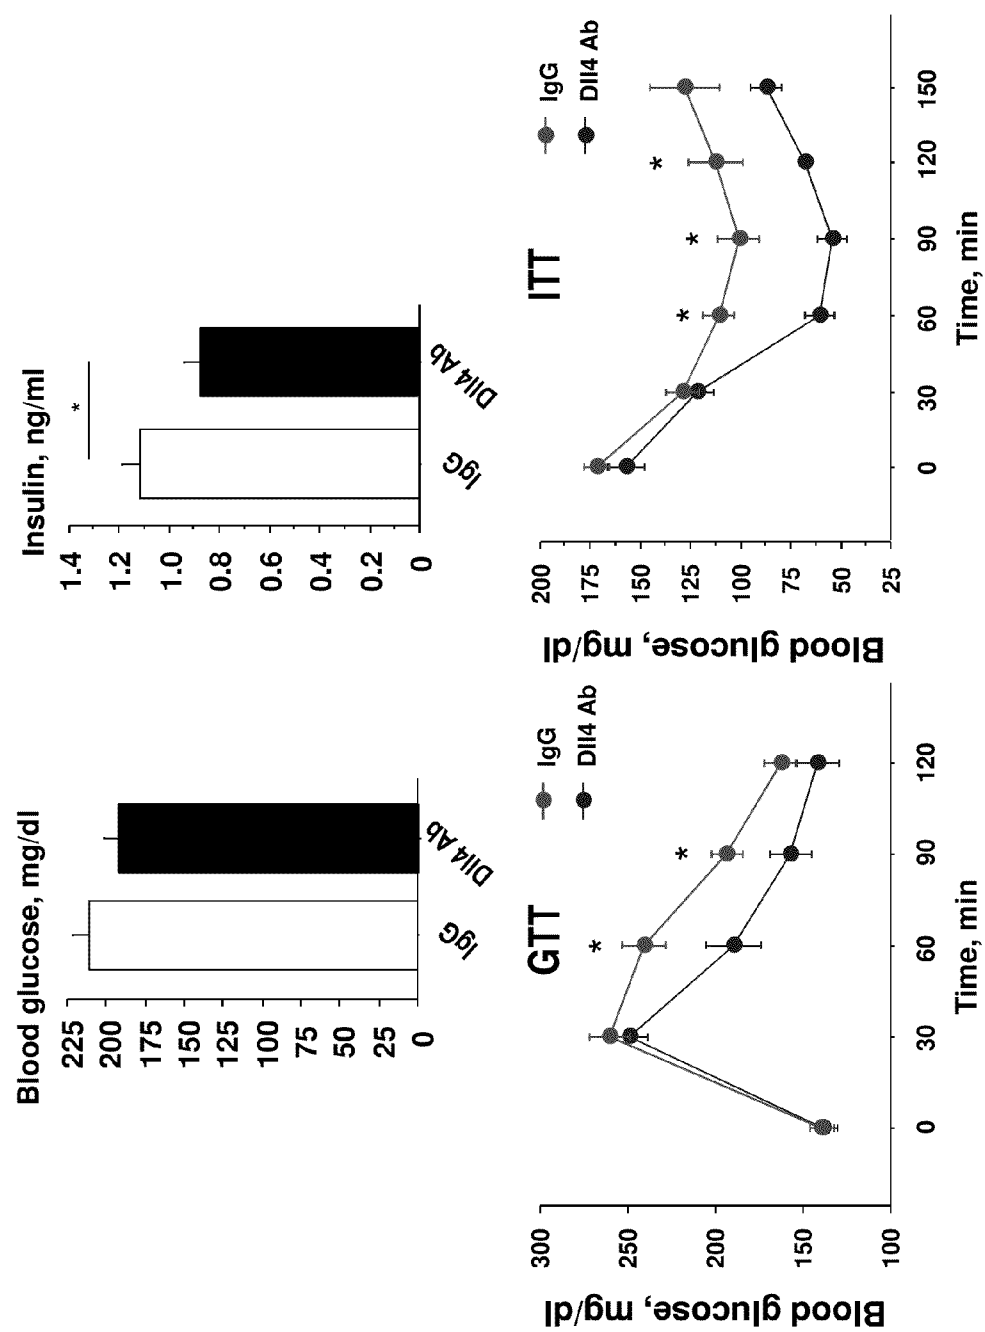 Blood glucose, mg/dl
225
200
175
150
125
100
75
50
25
0
IgG
Dll4 Ab
Insulin, ng/ml
*
1.4
1.2
1.0
0.8
0.6
0.4
0.2
0
IgG
Dll4 Ab
GTT
IgG
Dll4 Ab
Blood glucose, mg/dl
300
250
200
150
100
* *
0 30 60 90 120
Time, min
ITT
IgG
Dll4 Ab
Blood glucose, mg/dl
200
175
150
125
100
75
50
25
* * *
0 30 60 90 120 150
Time, min